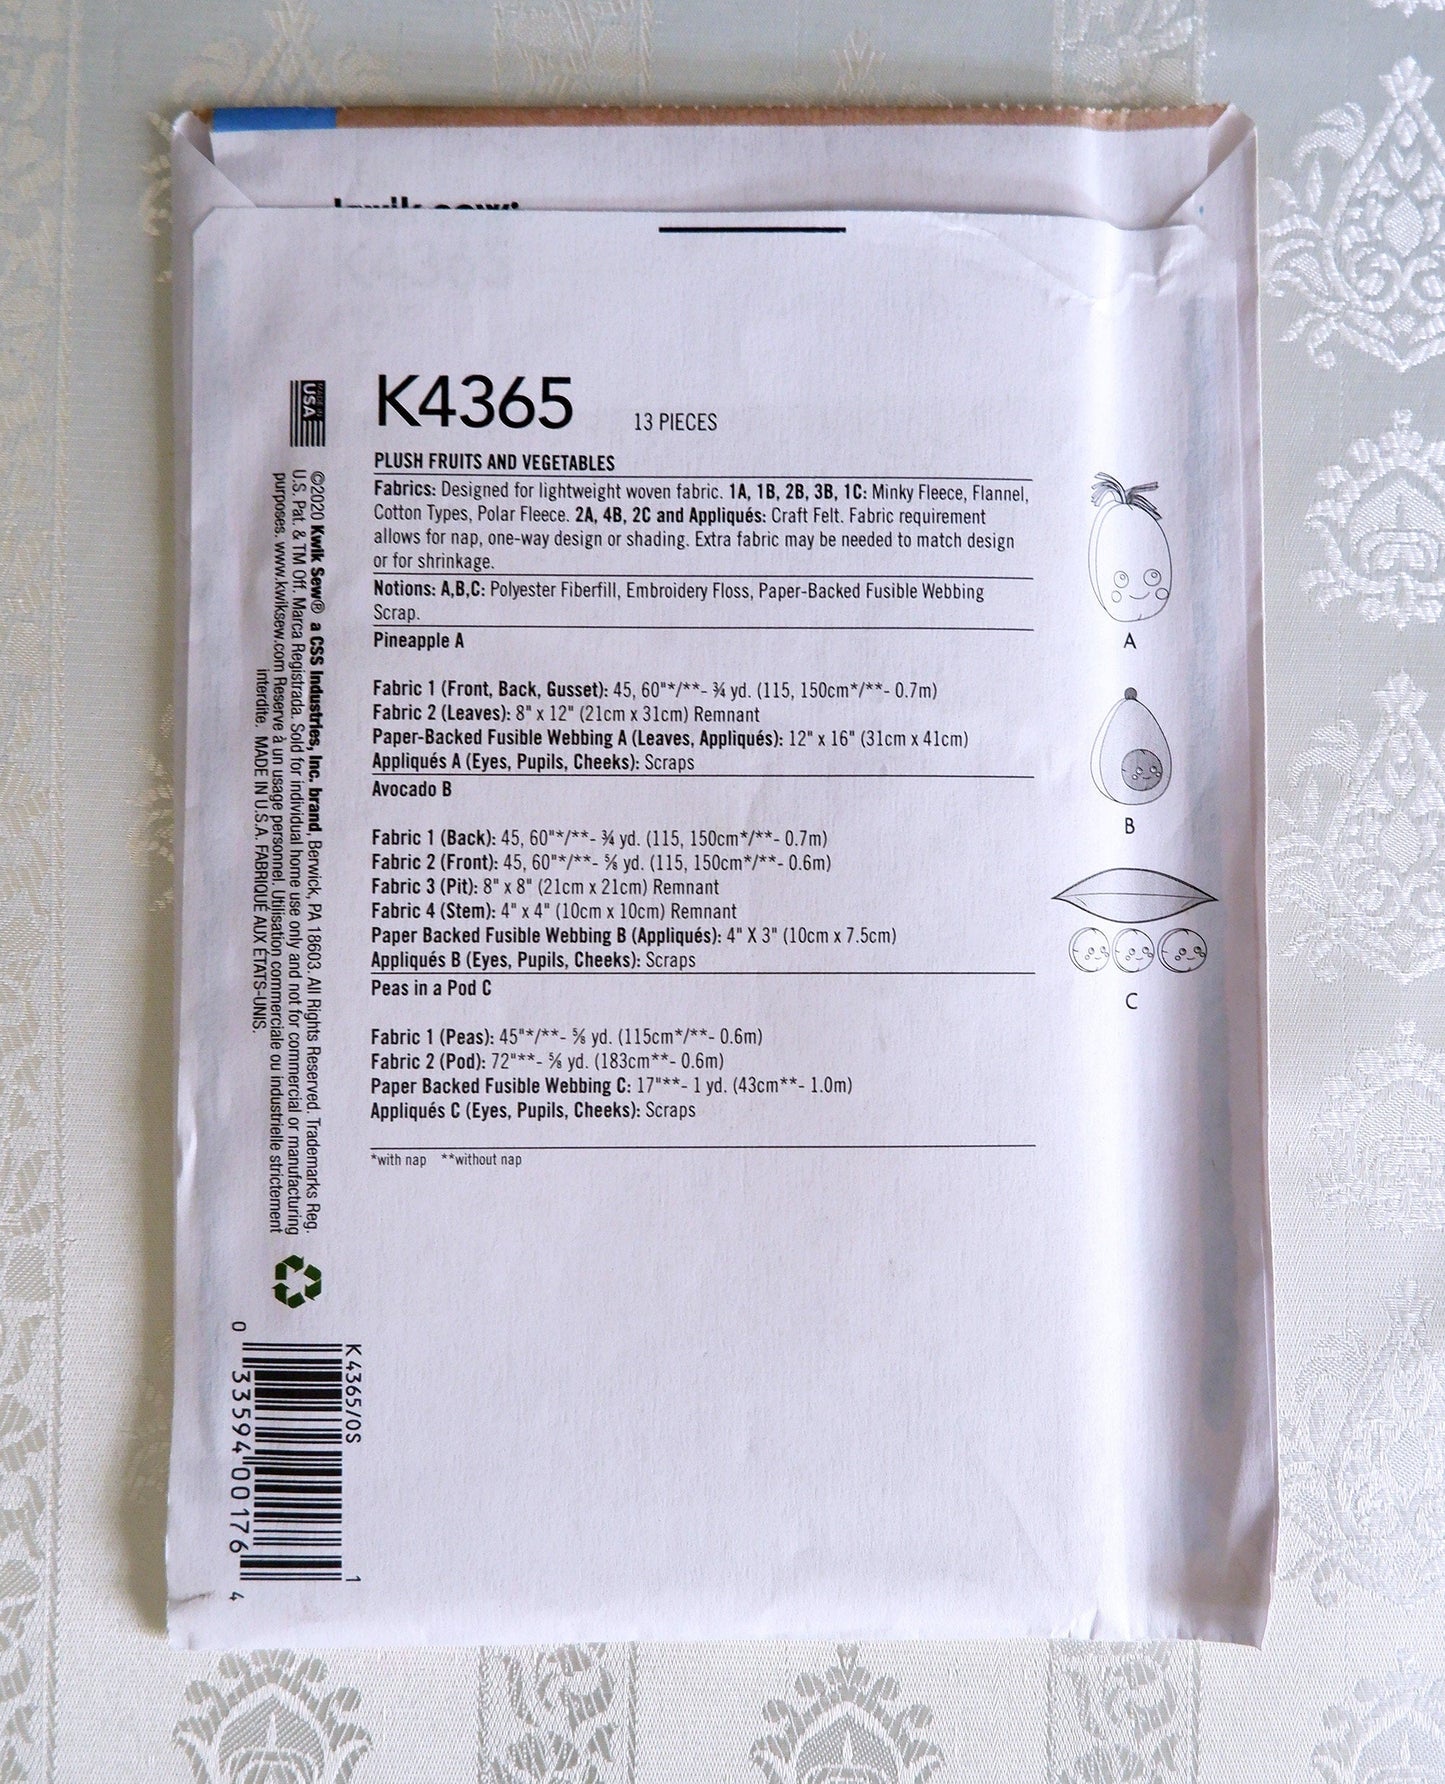 K4365
13 PIECES
PLUSH FRUITS AND VEGETABLES
Fabrics: Designed for lightweight woven fabric. 1A, 1B, 2B, 3B, 1C: Minky Fleece, Flannel,
Cotton Types, Polar Fleece. 2A, 4B, 2C and Appliqués: Craft Felt. Fabric requirement
allows for nap, one-way design or shading. Extra fabric may be needed to match design
or for shrinkage.
Notions: A,B,C: Polyester Fiberfill, Embroidery Floss, Paper-Backed Fusible Webbing
Scrap.
Pineapple A
Fabric 1 (Front, Back, Gusset): 45, 60"*/**- ¾ yd. (115, 150cm*/**- 0.7m)
Fabric 2 (Leaves): 8" x 12" (21cm x 31cm) Remnant
Paper-Backed Fusible Webbing A (Leaves, Appliqués): 12" x 16" (31cm x 41cm)
Appliqués A (Eyes, Pupils, Cheeks): Scraps
Avocado B
Fabric 1 (Back): 45, 60"*/**- ¾ yd. (115, 150cm*/**- 0.7m)
Fabric 2 (Front): 45, 60"*/**- ⅝ yd. (115, 150cm*/**- 0.6m)
Fabric 3 (Pit): 8" x 8" (21cm x 21cm) Remnant
Fabric 4 (Stem): 4" x 4" (10cm x 10cm) Remnant
Paper Backed Fusible Webbing B (Appliqués): 4" X 3" (10cm x 7.5cm)
Appliqués B (Eyes, Pupils, Cheeks): Scraps
Peas in a Pod C
Fabric 1 (Peas): 45"*/**- ⅝ yd. (115cm*/**- 0.6m)
Fabric 2 (Pod): 72"**- ⅝ yd. (183cm**- 0.6m)
Paper Backed Fusible Webbing C: 17"**- 1 yd. (43cm**- 1.0m)
Appliqués C (Eyes, Pupils, Cheeks): Scraps
*with nap **without nap
A
B
C
MADE IN
USA
©2020 Kwik Sew® a CSS Industries, Inc. brand, Berwick, PA 18603. All Rights Reserved. Trademarks Reg.
U.S. Pat. & TM Off. Marca Registrada. Sold for individual home use only and not for commercial or manufacturing
purposes. www.kwiksew.com Reserve à un usage personnel. Utilisation commerciale ou industrielle strictement
interdite. MADE IN U.S.A. FABRIQUÉ AUX ÉTATS-UNIS.
K4365/OS
1
0 33594 00176 4